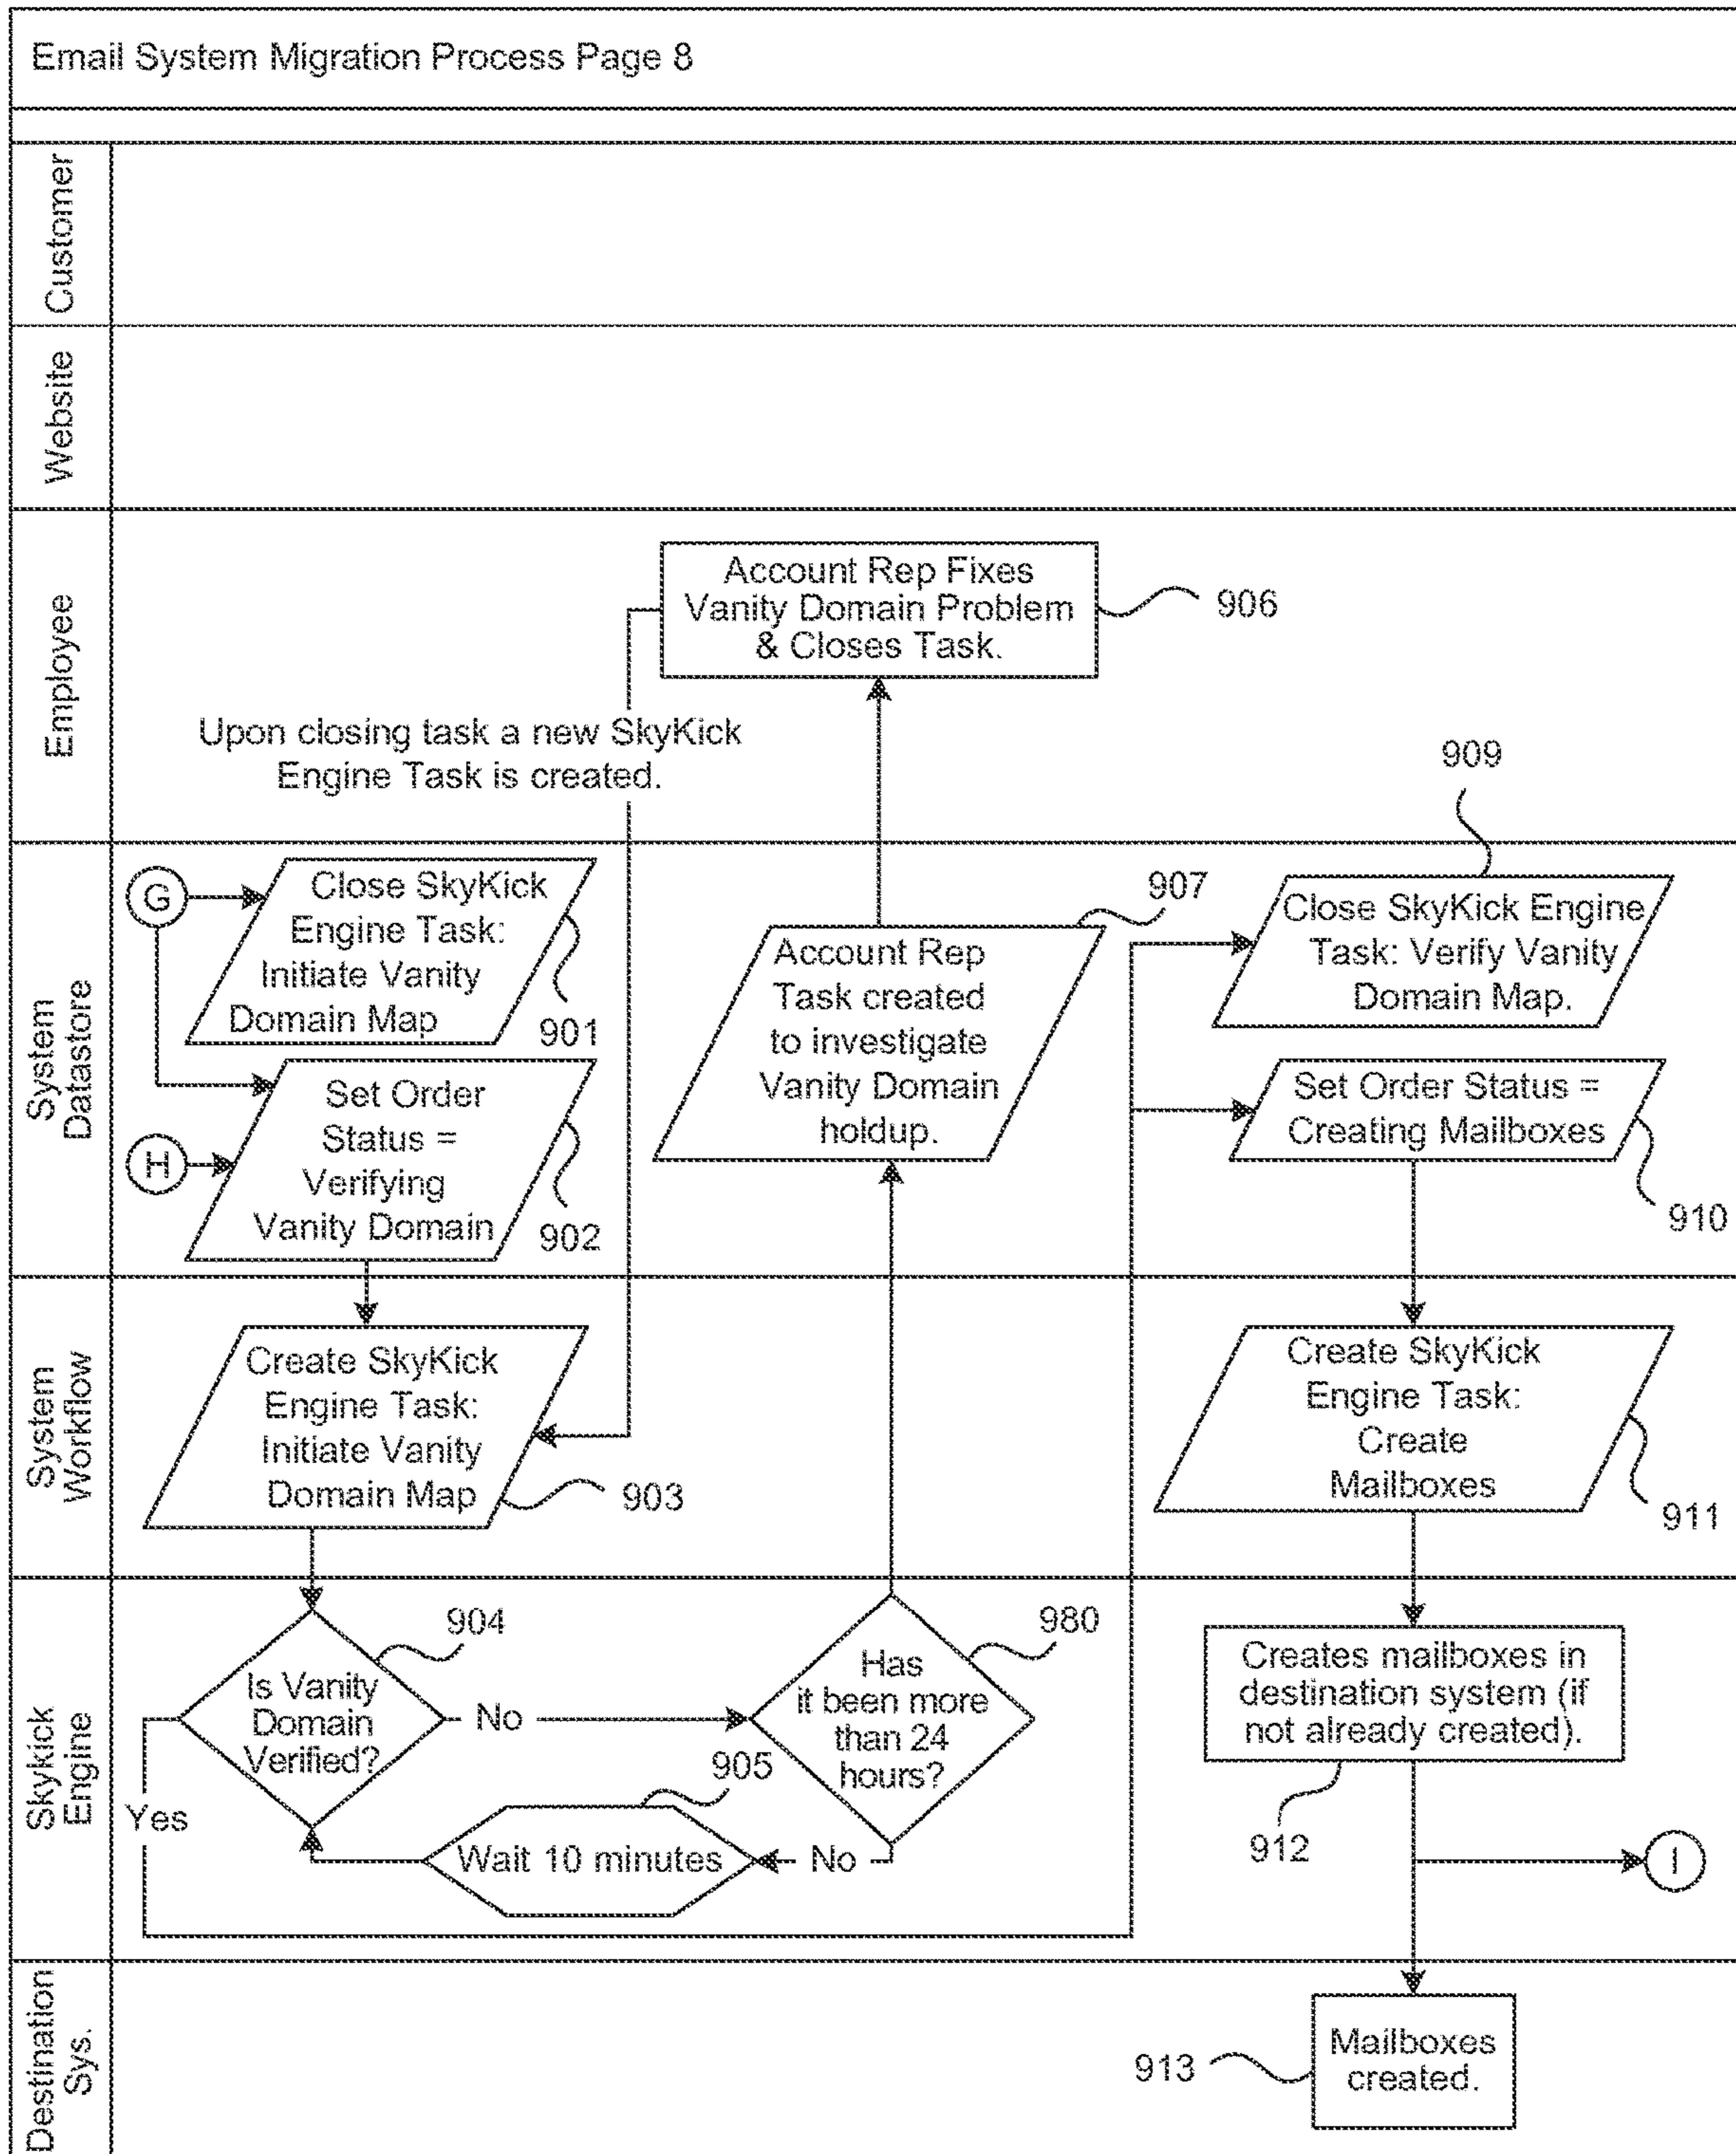 Email System Migration Process Page 8
Customer
Website
Employee
Account Rep Fixes
Vanity Domain Problem
& Closes Task.
906
Upon closing task a new SkyKick
Engine Task is created.
909
System
Datastore
G
Close SkyKick
Engine Task:
Initiate Vanity
Domain Map
901
H
Set Order
Status =
Verifying
Vanity Domain
902
907
Account Rep
Task created
to investigate
Vanity Domain
holdup.
Close SkyKick Engine
Task: Verify Vanity
Domain Map.
Set Order Status =
Creating Mailboxes
910
System
Workflow
Create SkyKick
Engine Task:
Initiate Vanity
Domain Map
903
Create SkyKick
Engine Task:
Create
Mailboxes
911
Skykick
Engine
904
Is Vanity
Domain
Verified?
No
Yes
980
Has
it been more
than 24
hours?
905
Wait 10 minutes
No
Creates mailboxes in
destination system (if
not already created).
912
I
Destination
Sys.
913
Mailboxes
created.